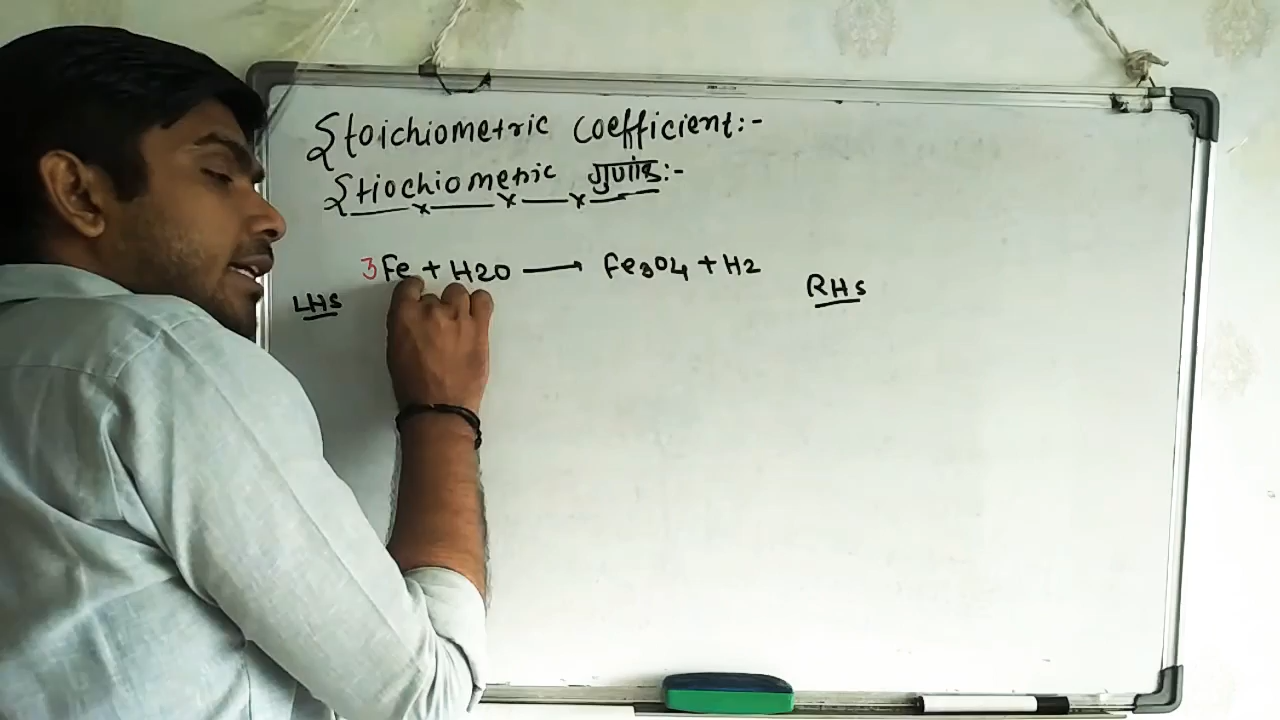 Stoichiometric Coefficient:-
Stiochiometric गुणांक:-
3Fe + H2O → Fe3O4 + H2
LHS
RHS